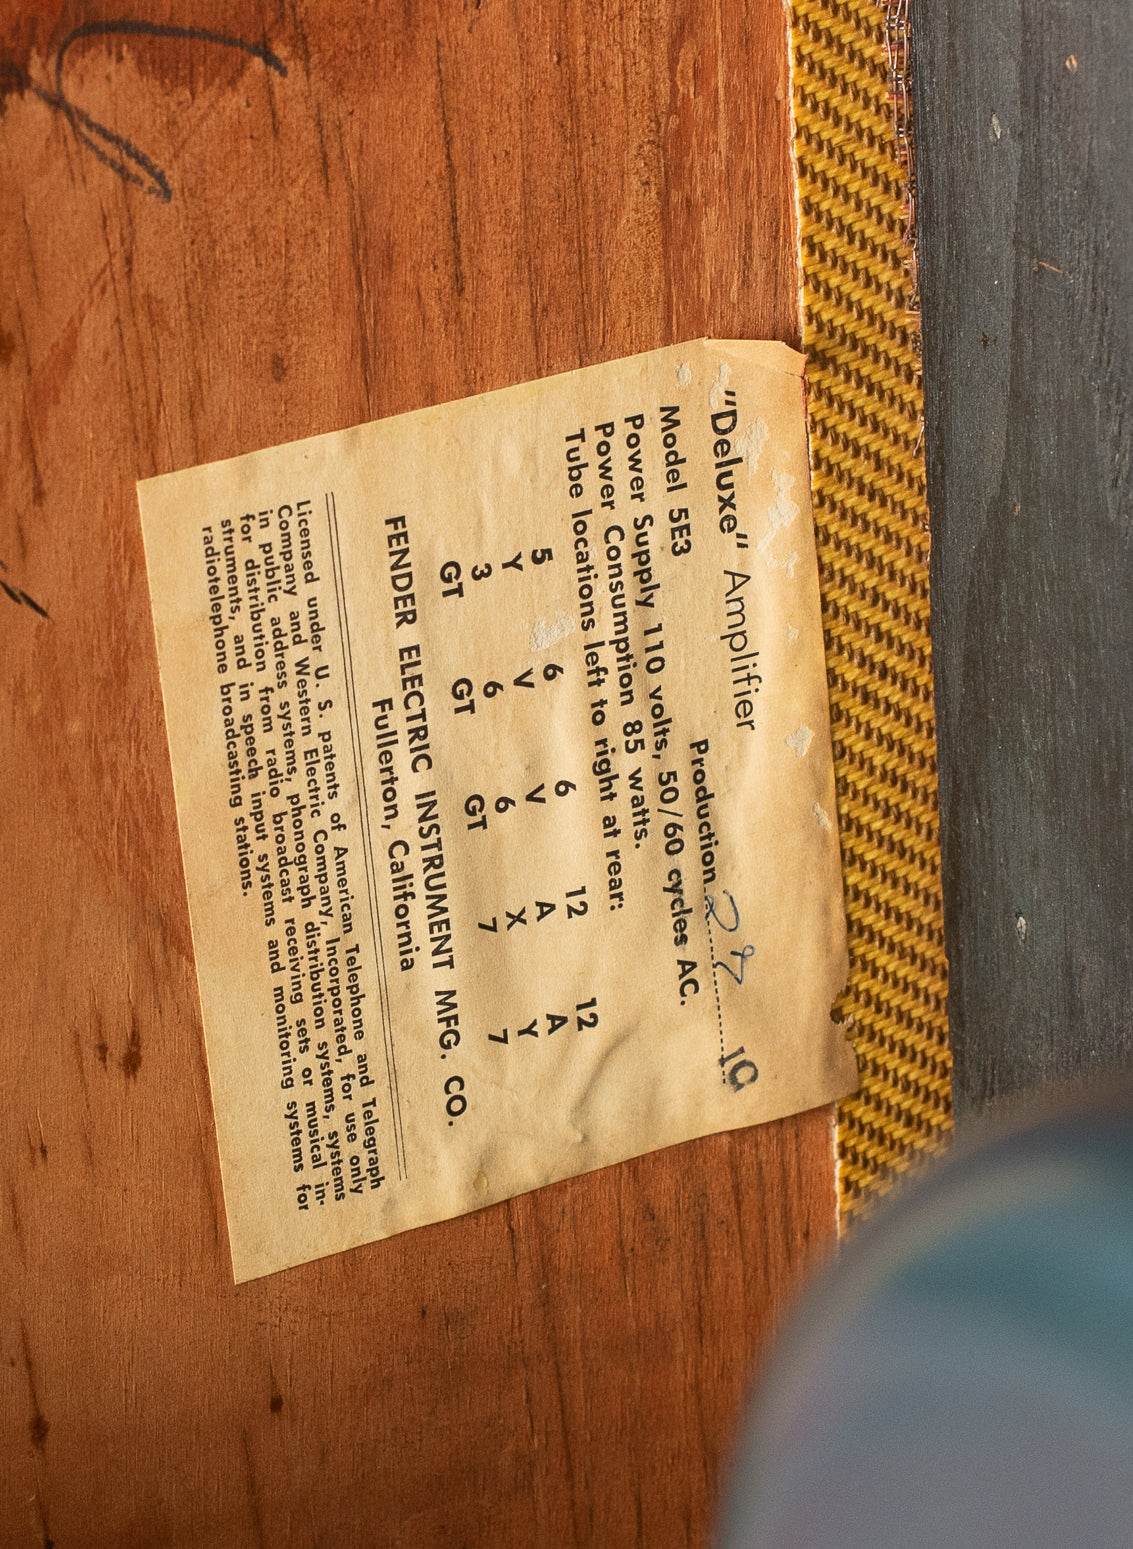 "Deluxe" Amplifier
Production
Model 5E3
Power Supply 110 volts, 50/60 cycles AC.
Power Consumption 85 watts.
Tube locations left to right at rear:
5 6 6 12 12
Y V V A A
3 6 6 X Y
GT GT GT 7 7
FENDER ELECTRIC INSTRUMENT MFG. CO.
Fullerton, California
Licensed under U. S. patents of American Telephone and Telegraph
Company and Western Electric Company, Incorporated, for use only
in public address systems, phonograph distribution systems, systems
for distribution from radio broadcast receiving sets or musical in-
struments, and in speech input systems and monitoring systems for
radiotelephone broadcasting stations.